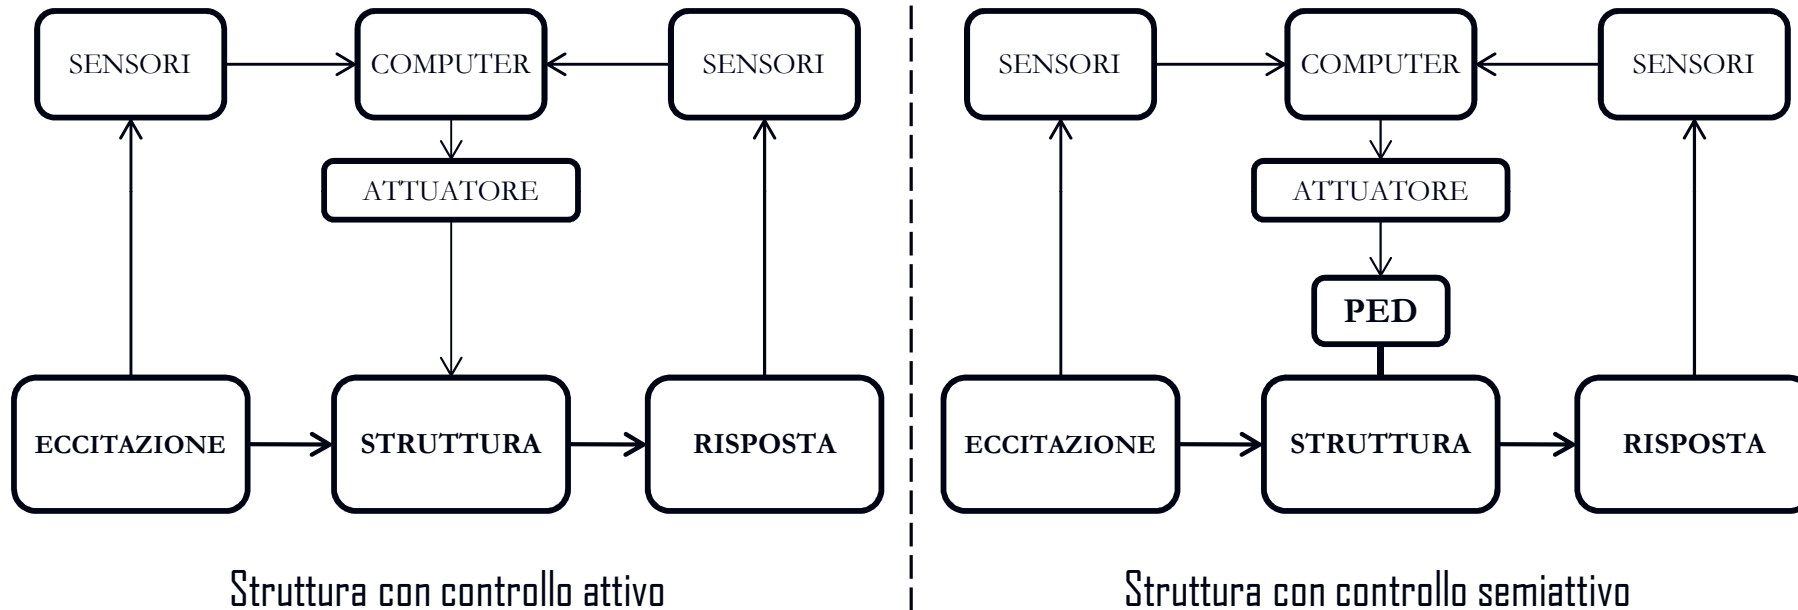 SENSORI
COMPUTER
SENSORI
ATTUATORE
ECCITAZIONE
STRUTTURA
RISPOSTA
Struttura con controllo attivo
SENSORI
COMPUTER
SENSORI
ATTUATORE
PED
ECCITAZIONE
STRUTTURA
RISPOSTA
Struttura con controllo semiattivo